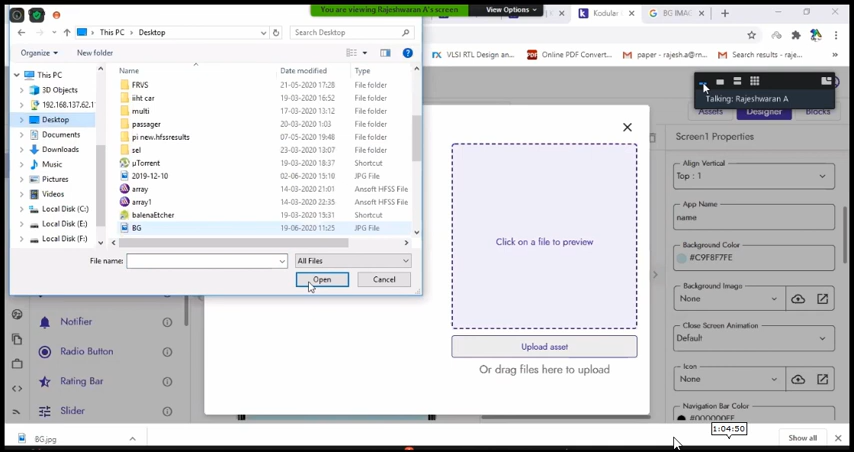 You are viewing Rajeshwaran A's screen
View Options
Desktop
This PC
Desktop
Search Desktop
Kodular
BG IMAG
Organize
New folder
VLSI RTL Design an...
Online PDF Convert...
paper - rajesh.a@rn...
Search results - raje...
This PC
3D Objects
192.168.137.62.1
Desktop
Documents
Downloads
Music
Pictures
Videos
Local Disk (C:)
Local Disk (E:)
Local Disk (F:)
Name
Date modified
Type
FRVS
21-05-2020 17:28
File folder
iiht car
19-03-2020 16:52
File folder
multi
17-03-2020 13:12
File folder
passager
20-03-2020 1:03
File folder
pi new.hfssresults
07-05-2020 19:48
File folder
sel
23-03-2020 13:07
File folder
µTorrent
19-03-2020 18:37
Shortcut
2019-12-10
02-06-2020 15:10
JPG File
array
14-03-2020 21:01
Ansoft HFSS File
array1
14-03-2020 22:35
Ansoft HFSS File
balenaEtcher
19-03-2020 15:31
Shortcut
BG
19-06-2020 11:25
JPG File
File name:
All Files
Open
Cancel
Talking: Rajeshwaran A
Assets
Designer
Blocks
Screen1 Properties
Align Vertical
Top : 1
App Name
name
Background Color
#C9F8F7FE
Background Image
None
Close Screen Animation
Default
Icon
None
Navigation Bar Color
#000000FF
Click on a file to preview
Upload asset
Or drag files here to upload
Notifier
Radio Button
Rating Bar
Slider
1:04:50
BG.jpg
Show all